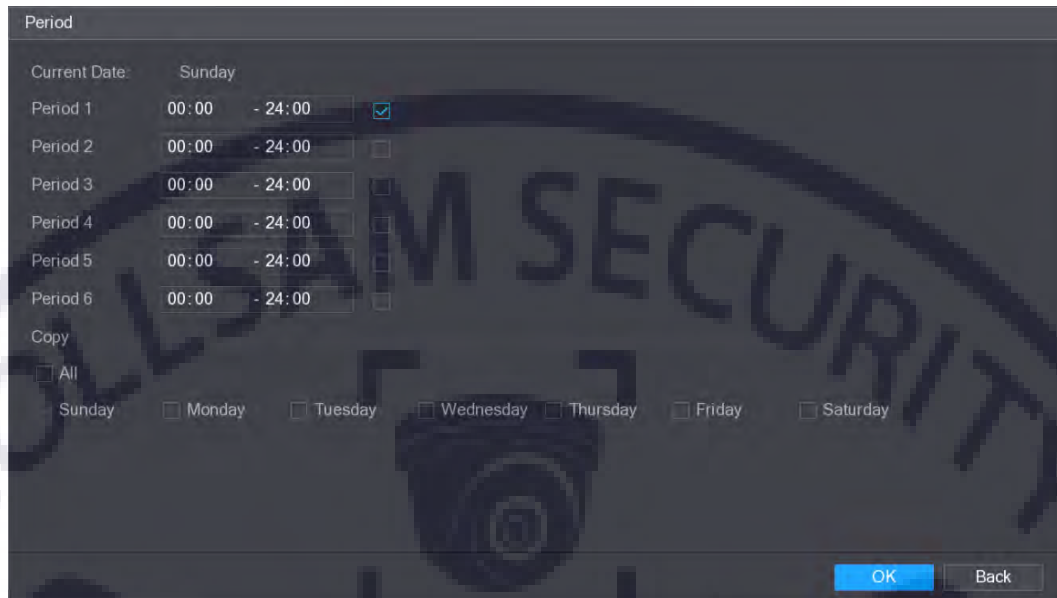 Period
Current Date: Sunday
Period 1 00:00 - 24:00
Period 2 00:00 - 24:00
Period 3 00:00 - 24:00
Period 4 00:00 - 24:00
Period 5 00:00 - 24:00
Period 6 00:00 - 24:00
Copy
All
Sunday Monday Tuesday Wednesday Thursday Friday Saturday
OLLSAM SECURITY
OK Back